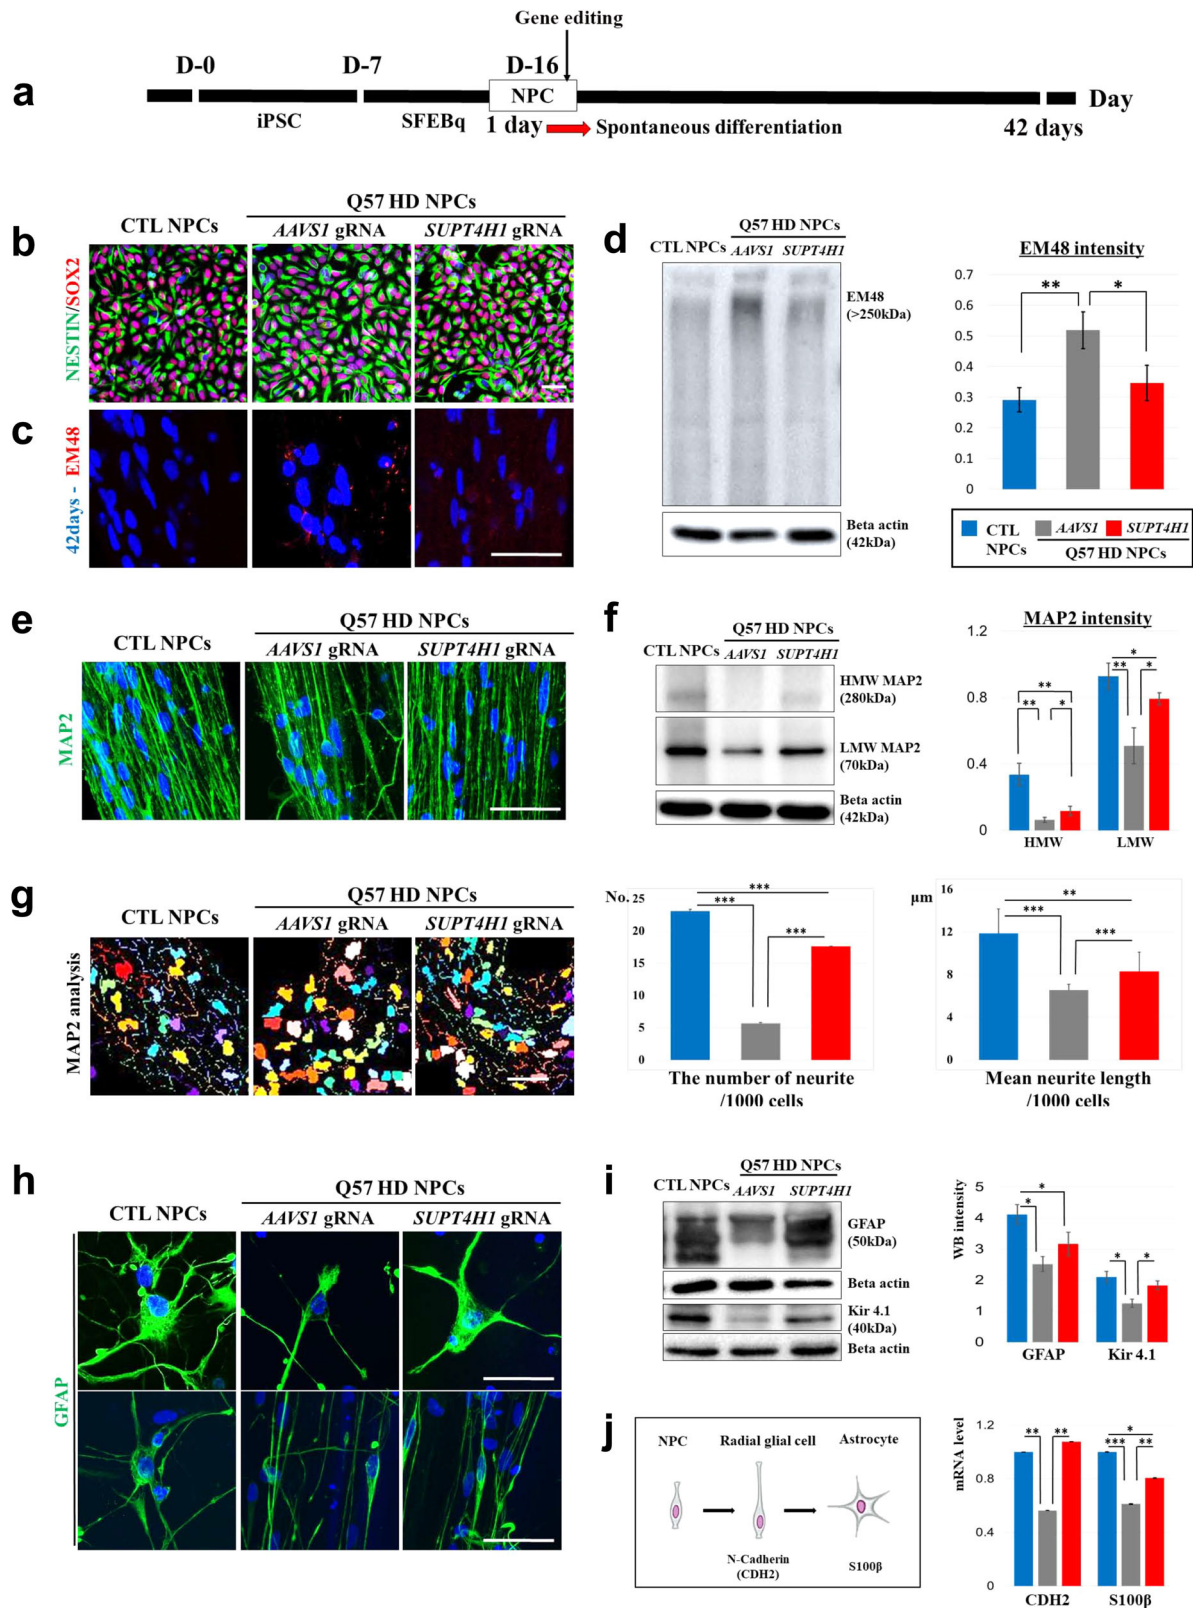 a
Gene editing
D-0
D-7
D-16
NPC
Day
iPSC
SFEBq
1 day
Spontaneous differentiation
42 days
b
CTL NPCs
Q57 HD NPCs
AAVS1 gRNA
SUPT4H1 gRNA
NESTIN/SOX2
c
42days - EM48
d
CTL NPCs
Q57 HD NPCs
AAVS1
SUPT4H1
EM48
(>250kDa)
Beta actin
(42kDa)
EM48 intensity
0.7
0.6
0.5
0.4
0.3
0.2
0.1
0
**
*
CTL
NPCs
AAVS1
SUPT4H1
Q57 HD NPCs
e
CTL NPCs
Q57 HD NPCs
AAVS1 gRNA
SUPT4H1 gRNA
MAP2
f
CTL NPCs
Q57 HD NPCs
AAVS1
SUPT4H1
HMW MAP2
(280kDa)
LMW MAP2
(70kDa)
Beta actin
(42kDa)
MAP2 intensity
1.2
0.8
0.4
0
**
** *
*
** *
HMW
LMW
g
CTL NPCs
Q57 HD NPCs
AAVS1 gRNA
SUPT4H1 gRNA
MAP2 analysis
No.
25
20
15
10
5
0
***
***
***
The number of neurite
/1000 cells
µm
16
12
8
4
0
**
***
***
Mean neurite length
/1000 cells
h
CTL NPCs
Q57 HD NPCs
AAVS1 gRNA
SUPT4H1 gRNA
GFAP
i
CTL NPCs
Q57 HD NPCs
AAVS1
SUPT4H1
GFAP
(50kDa)
Beta actin
Kir 4.1
(40kDa)
Beta actin
WB intensity
5
4
3
2
1
0
*
*
* *
GFAP
Kir 4.1
j
NPC
Radial glial cell
Astrocyte
N-Cadherin
(CDH2)
S100β
mRNA level
1.2
0.8
0.4
0
** **
*
*** **
CDH2
S100β